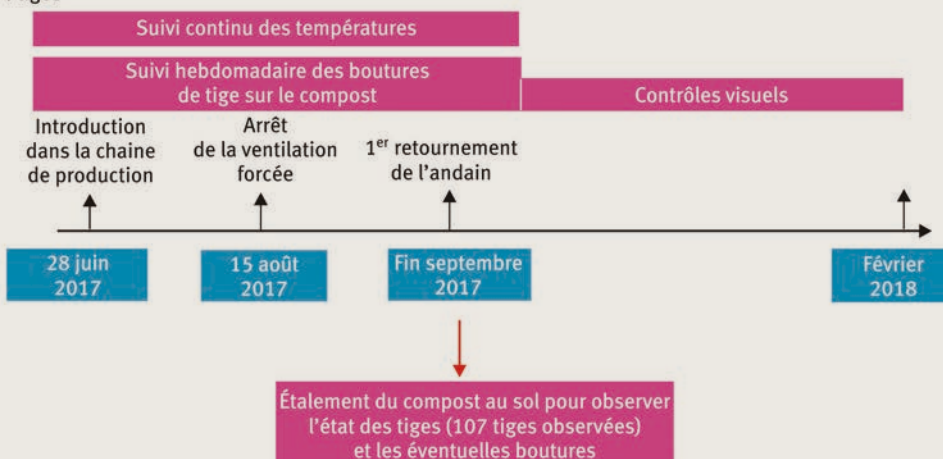 Suivi continu des températures
Suivi hebdomadaire des boutures
de tige sur le compost
Contrôles visuels
Introduction
dans la chaine
de production
Arrêt
de la ventilation
forcée
1er retournement
de l'andain
28 juin
2017
15 août
2017
Fin septembre
2017
Février
2018
Étalement du compost au sol pour observer
l'état des tiges (107 tiges observées)
et les éventuelles boutures